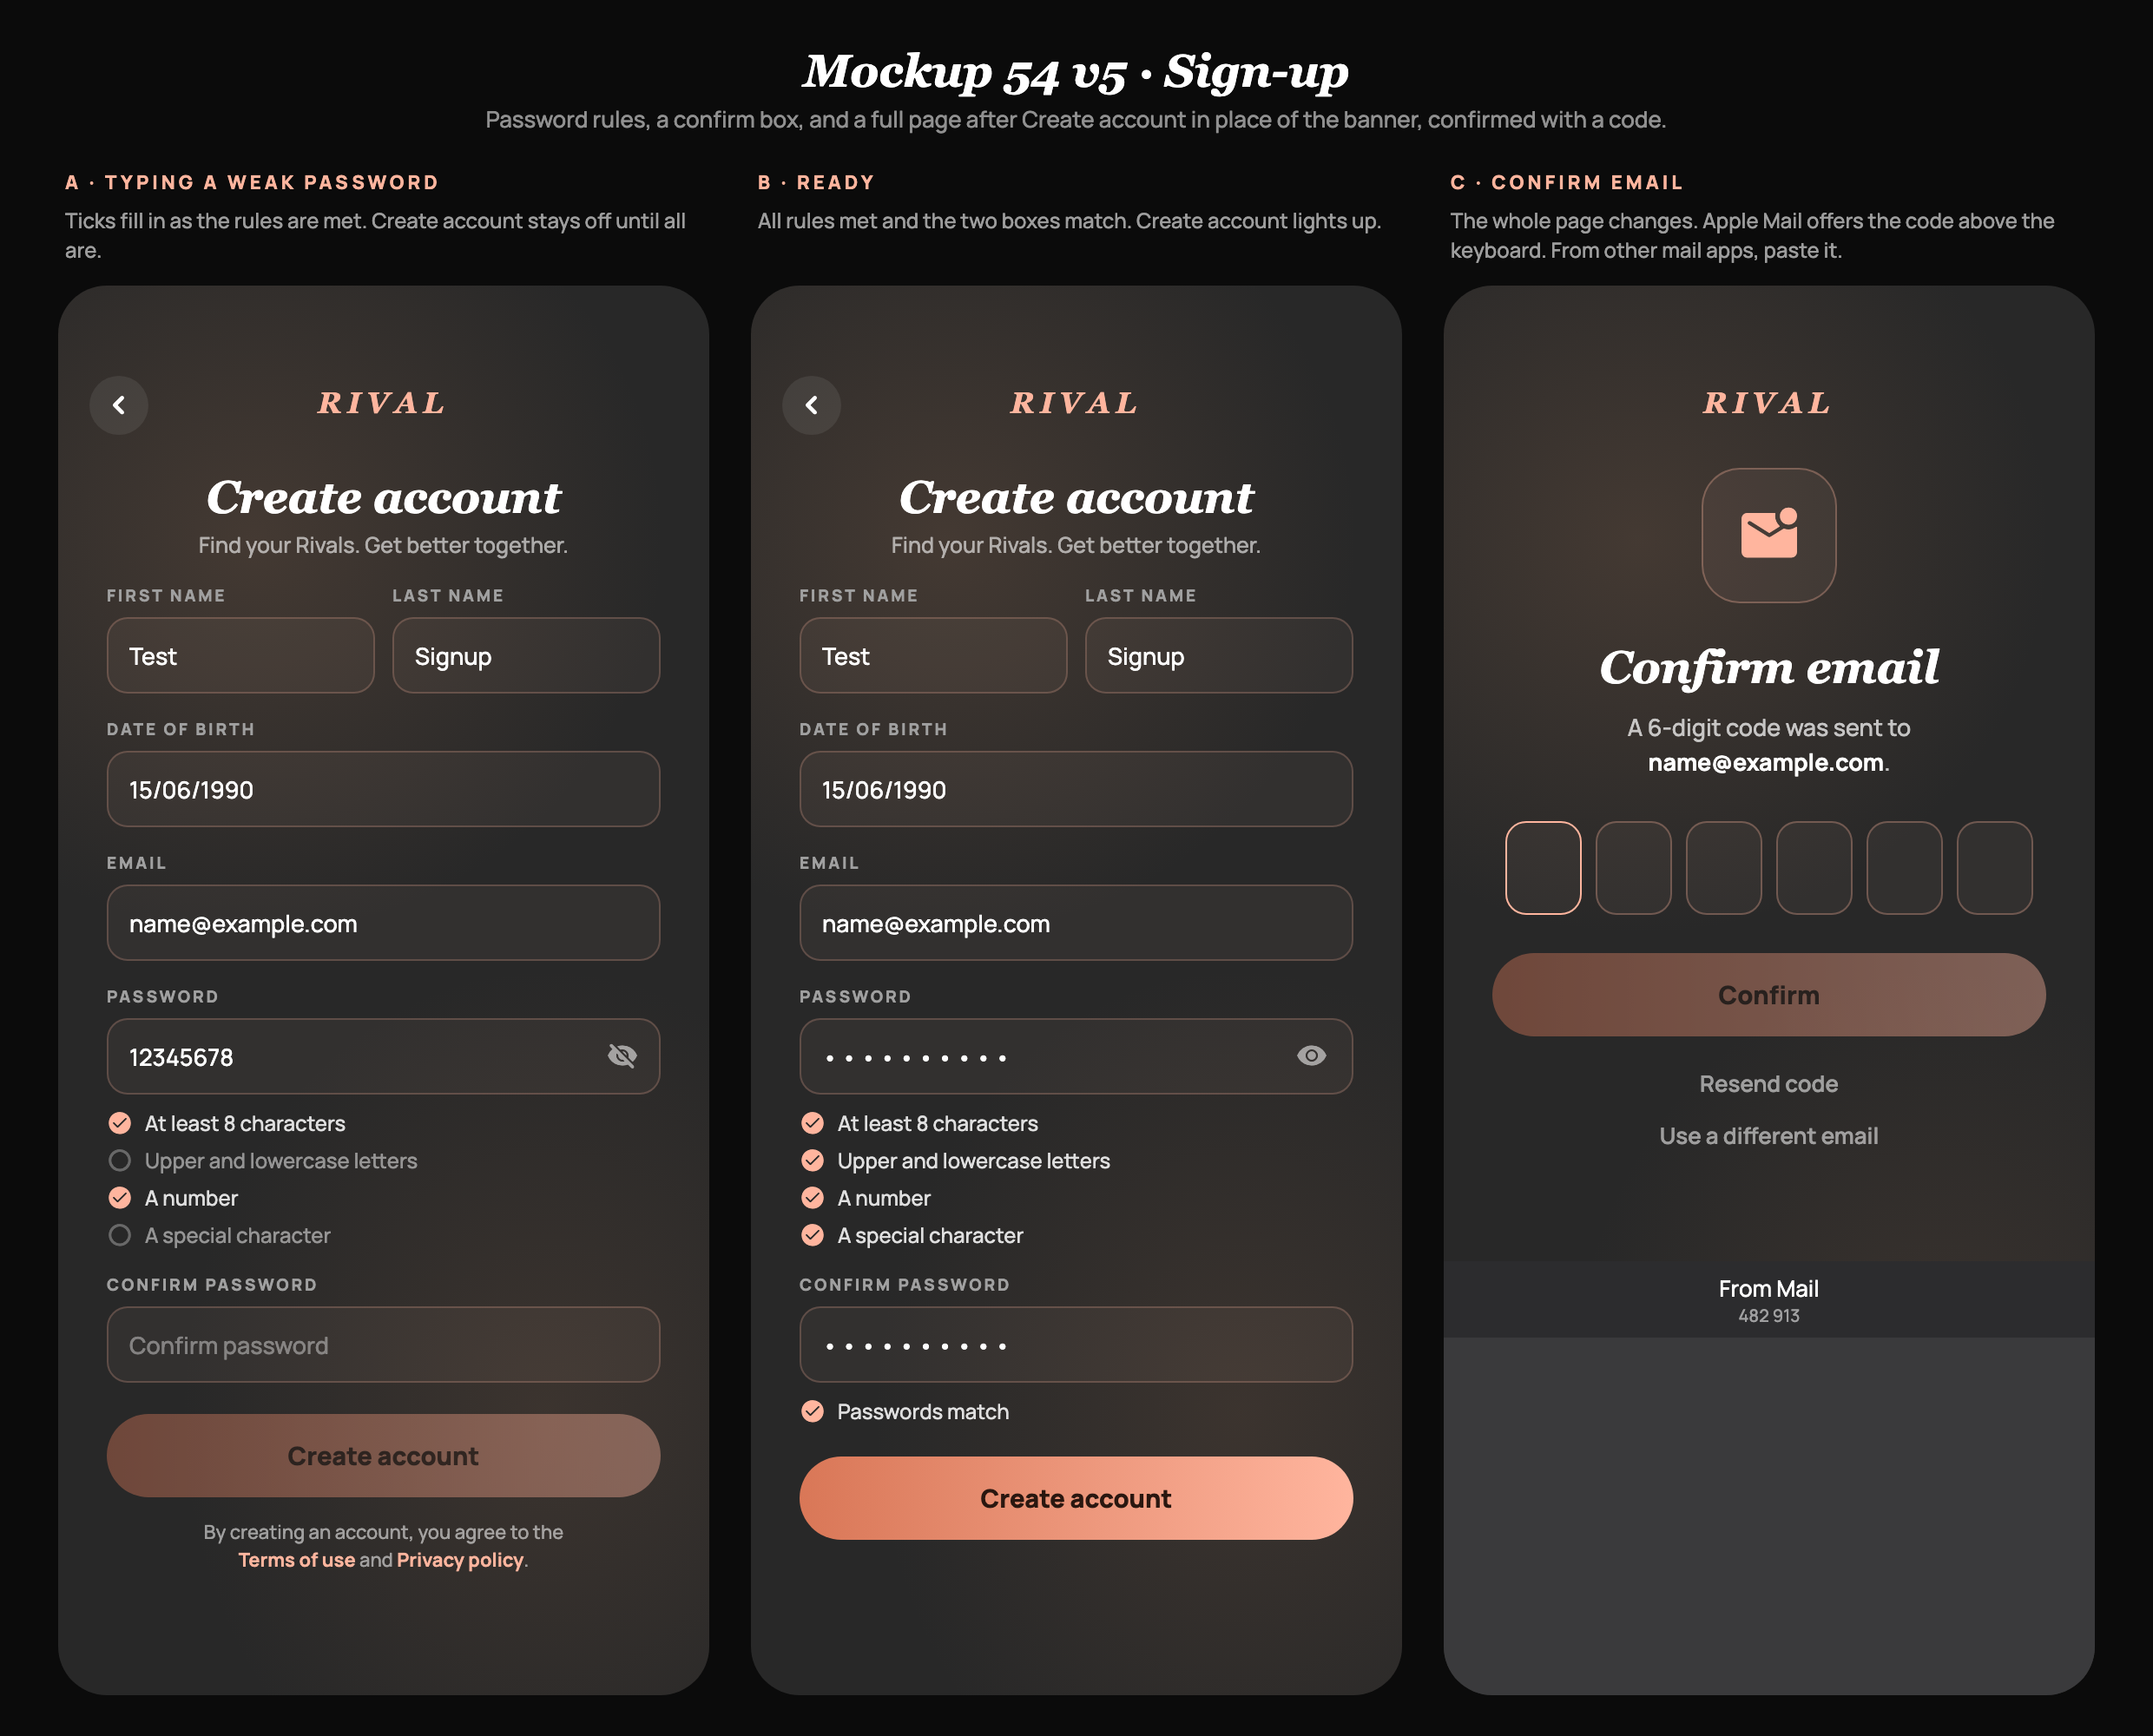 Mockup 54 v5 · Sign-up
Password rules, a confirm box, and a full page after Create account in place of the banner, confirmed with a code.
A · TYPING A WEAK PASSWORD
Ticks fill in as the rules are met. Create account stays off until all
are.
RIVAL
Create account
Find your Rivals. Get better together.
FIRST NAME
LAST NAME
Test
Signup
DATE OF BIRTH
15/06/1990
EMAIL
name@example.com
PASSWORD
12345678
At least 8 characters
Upper and lowercase letters
A number
A special character
CONFIRM PASSWORD
Confirm password
Create account
By creating an account, you agree to the
Terms of use and Privacy policy.
B · READY
All rules met and the two boxes match. Create account lights up.
RIVAL
Create account
Find your Rivals. Get better together.
FIRST NAME
LAST NAME
Test
Signup
DATE OF BIRTH
15/06/1990
EMAIL
name@example.com
PASSWORD
••••••••••
At least 8 characters
Upper and lowercase letters
A number
A special character
CONFIRM PASSWORD
••••••••••
Passwords match
Create account
C · CONFIRM EMAIL
The whole page changes. Apple Mail offers the code above the
keyboard. From other mail apps, paste it.
RIVAL
Confirm email
A 6-digit code was sent to
name@example.com.
Confirm
Resend code
Use a different email
From Mail
482 913